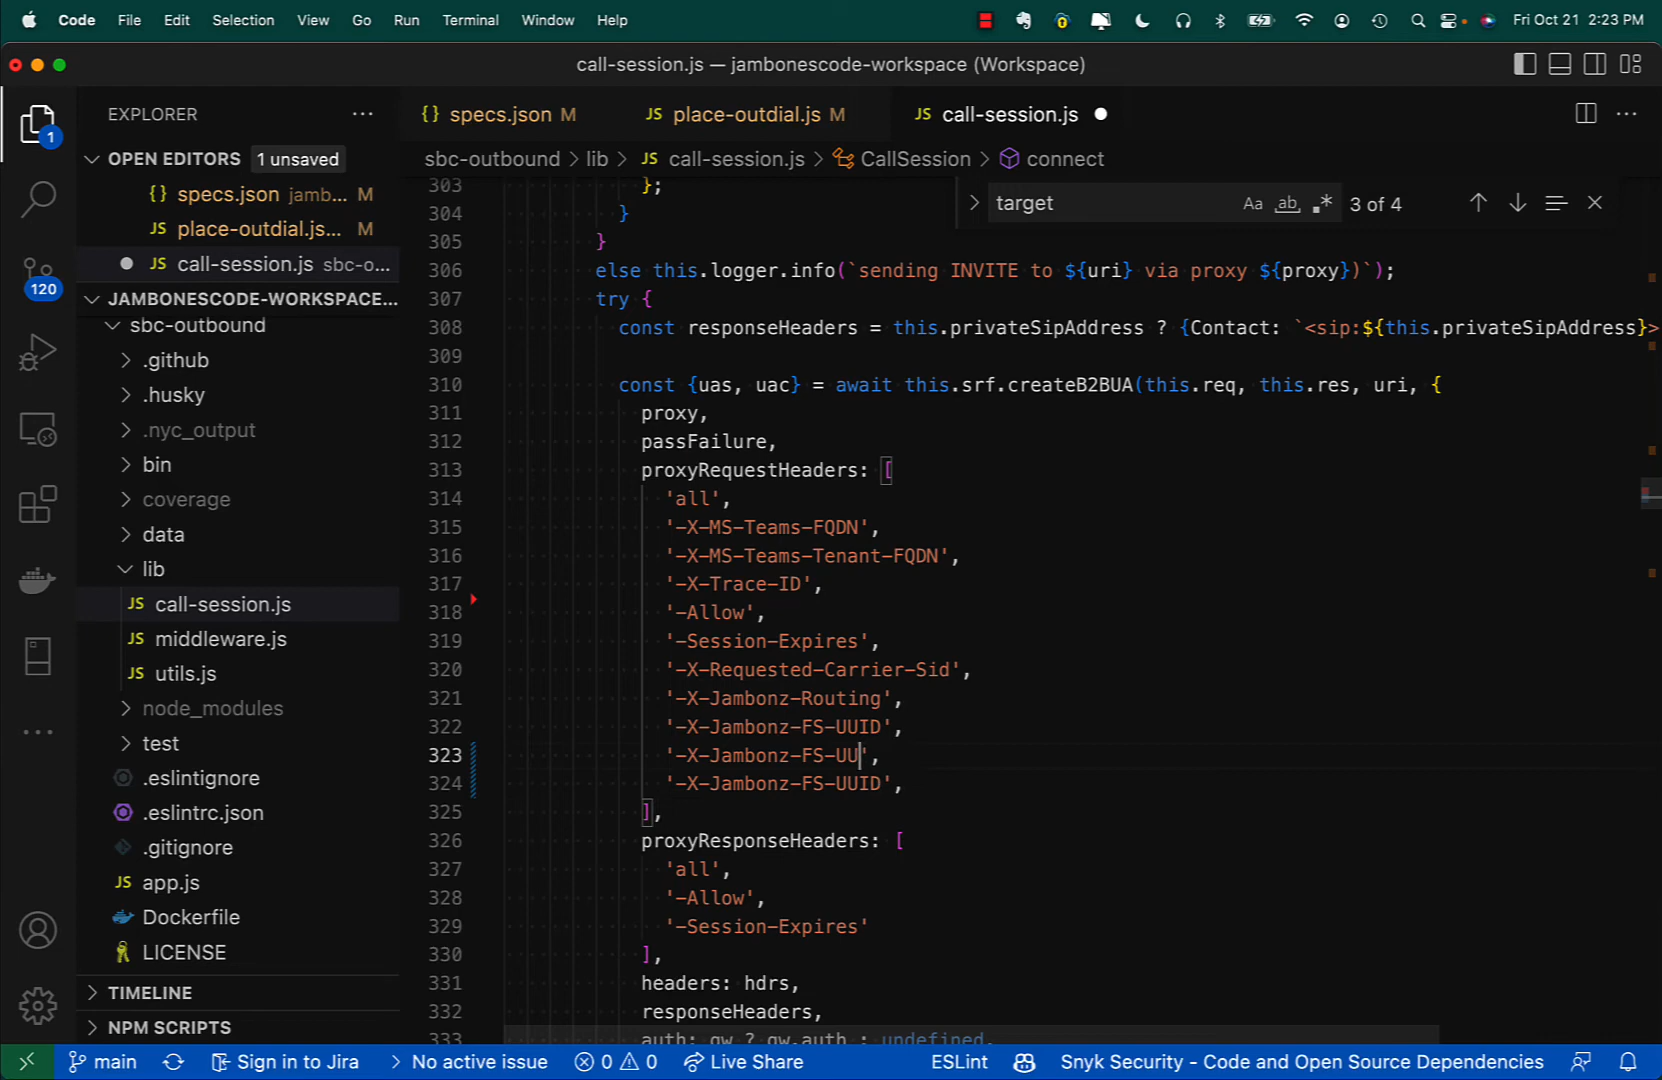 Code File Edit Selection View Go Run Terminal Window Help Fri Oct 21 2:23 PM
call-session.js — jambonescode-workspace (Workspace)
EXPLORER ···
{} specs.json M JS place-outdial.js M JS call-session.js ● ···
OPEN EDITORS 1 unsaved
sbc-outbound > lib > JS call-session.js > CallSession > connect
{} specs.json jamb... M
JS place-outdial.js... M
● JS call-session.js sbc-o...
target Aa ab .* 3 of 4
1
120
JAMBONESCODE-WORKSPACE...
sbc-outbound
.github
.husky
.nyc_output
bin
coverage
data
lib
JS call-session.js
JS middleware.js
JS utils.js
node_modules
test
.eslintignore
.eslintrc.json
.gitignore
JS app.js
Dockerfile
LICENSE
TIMELINE
NPM SCRIPTS
303 };
304 }
305 }
306 else this.logger.info(`sending INVITE to ${uri} via proxy ${proxy})`);
307 try {
308 const responseHeaders = this.privateSipAddress ? {Contact: `<sip:${this.privateSipAddress}>
309
310 const {uas, uac} = await this.srf.createB2BUA(this.req, this.res, uri, {
311 proxy,
312 passFailure,
313 proxyRequestHeaders: [
314 'all',
315 '-X-MS-Teams-FQDN',
316 '-X-MS-Teams-Tenant-FQDN',
317 '-X-Trace-ID',
318 '-Allow',
319 '-Session-Expires',
320 '-X-Requested-Carrier-Sid',
321 '-X-Jambonz-Routing',
322 '-X-Jambonz-FS-UUID',
323 '-X-Jambonz-FS-UU',
324 '-X-Jambonz-FS-UUID',
325 ],
326 proxyResponseHeaders: [
327 'all',
328 '-Allow',
329 '-Session-Expires'
330 ],
331 headers: hdrs,
332 responseHeaders,
333 auth: gw ? gw.auth : undefined,
main Sign in to Jira > No active issue 0 0 Live Share ESLint Snyk Security - Code and Open Source Dependencies